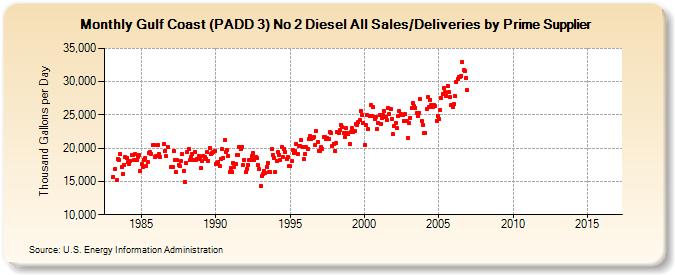 Monthly Gulf Coast (PADD 3) No 2 Diesel All Sales/Deliveries by Prime Supplier
Thousand Gallons per Day
35,000
30,000
25,000
20,000
15,000
10,000
1985 1990 1995 2000 2005 2010 2015
Source: U.S. Energy Information Administration